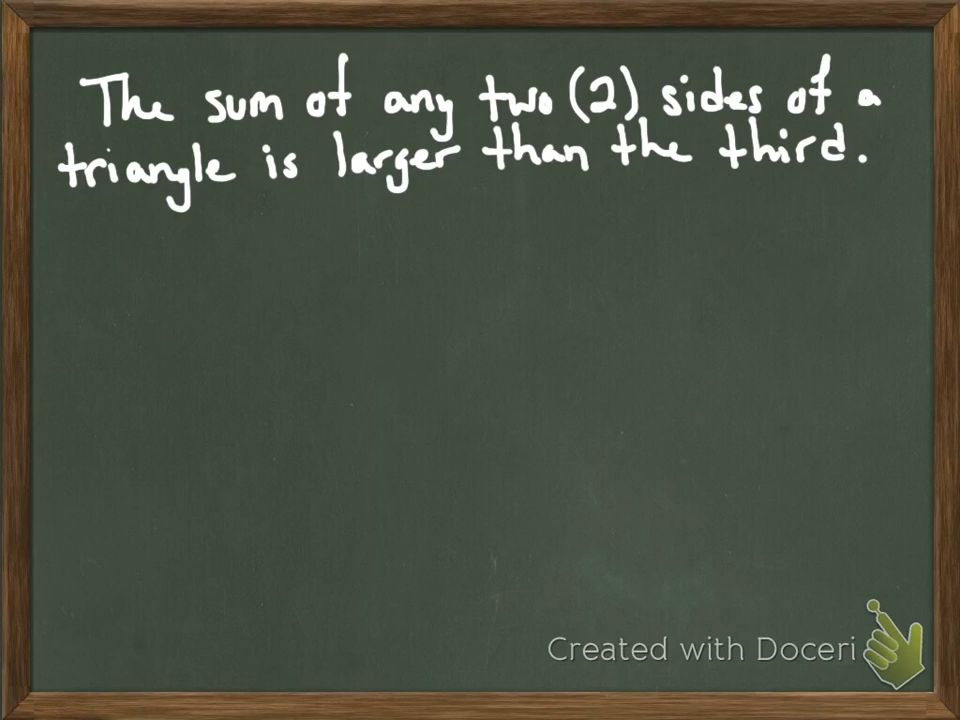 The sum of any two (2) sides of a
triangle is larger than the third.
Created with Doceri